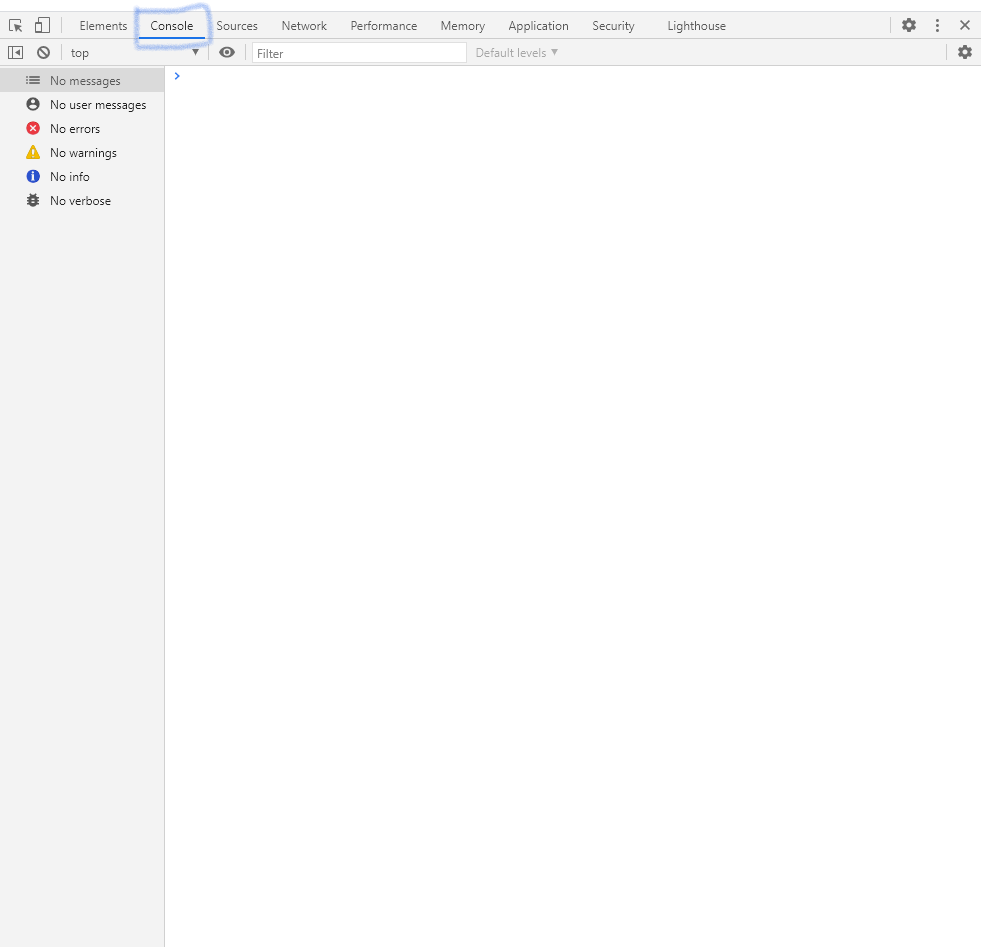 Elements Console Sources Network Performance Memory Application Security Lighthouse
top Filter Default levels
No messages
No user messages
No errors
No warnings
No info
No verbose